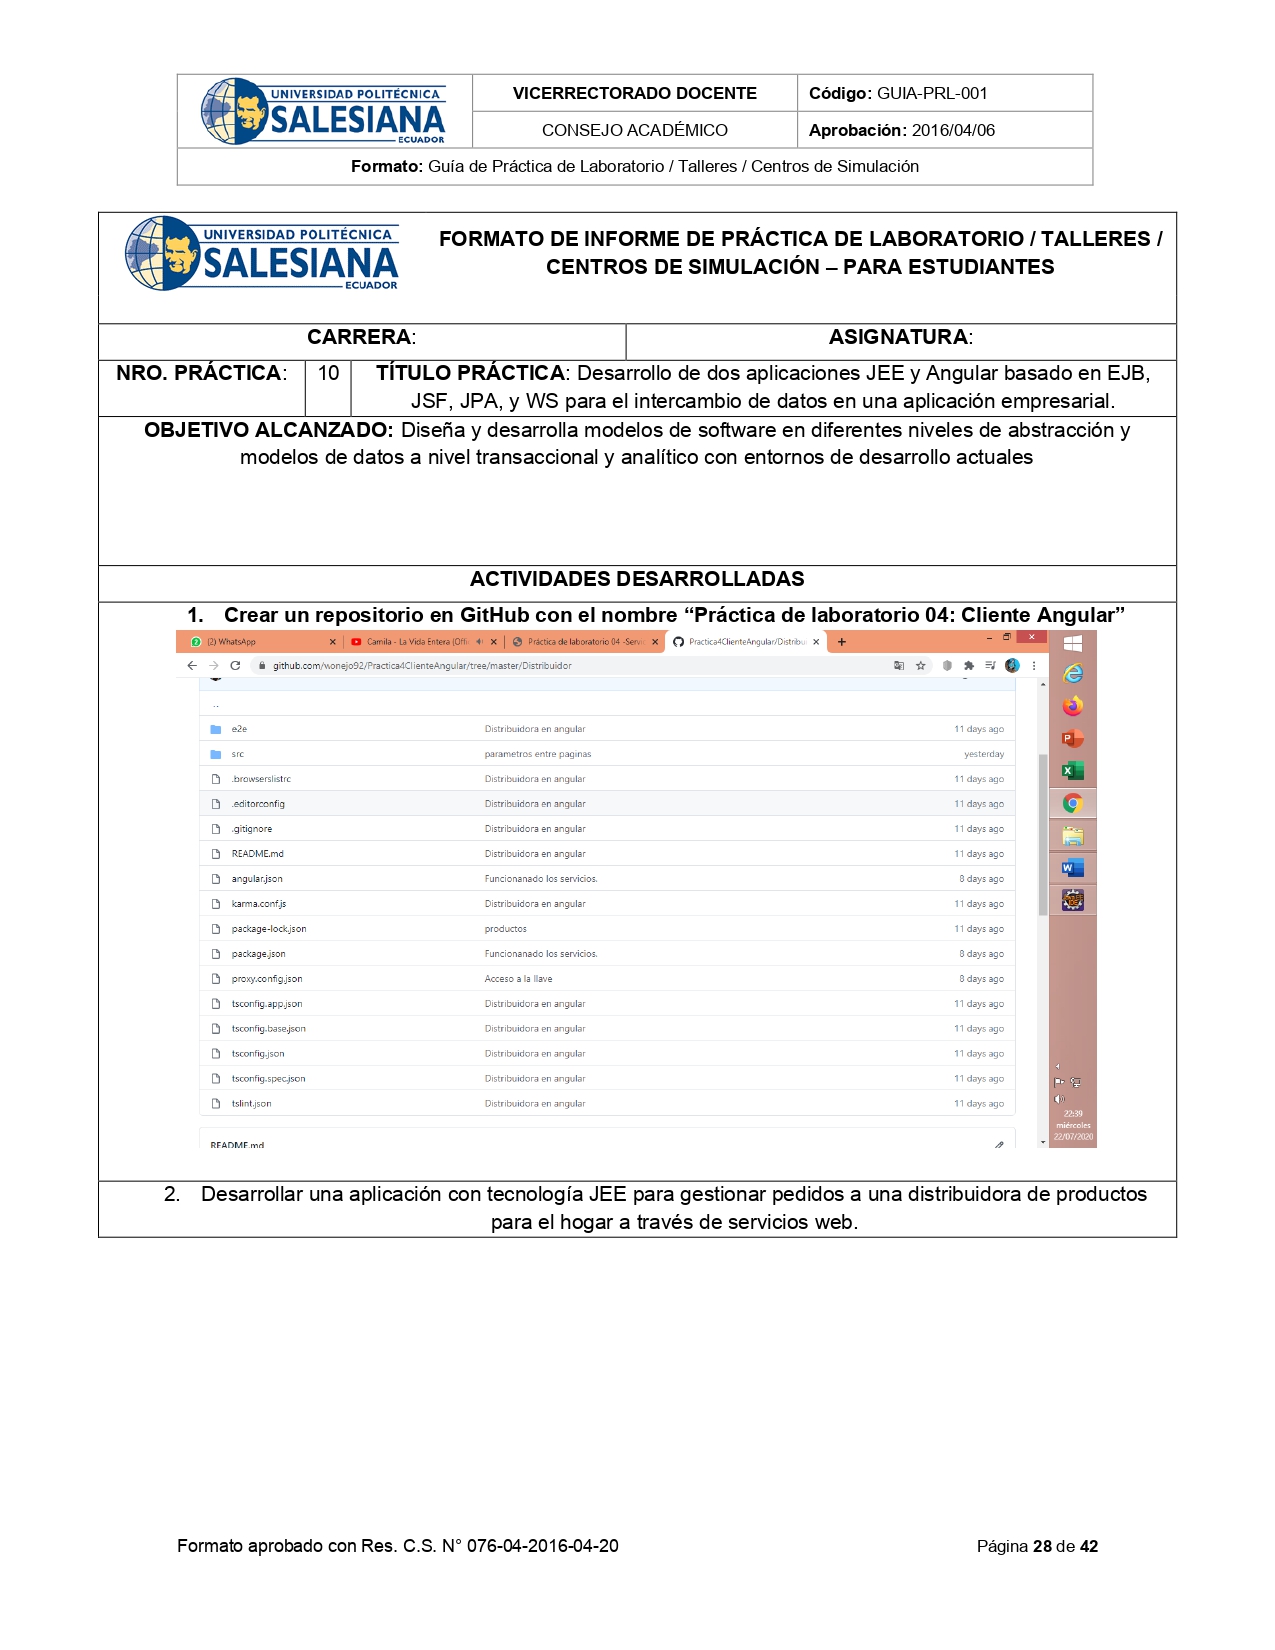 UNIVERSIDAD POLITÉCNICA
SALESIANA
ECUADOR
VICERRECTORADO DOCENTE
Código: GUIA-PRL-001
CONSEJO ACADÉMICO
Aprobación: 2016/04/06
Formato: Guía de Práctica de Laboratorio / Talleres / Centros de Simulación
UNIVERSIDAD POLITÉCNICA
SALESIANA
ECUADOR
FORMATO DE INFORME DE PRÁCTICA DE LABORATORIO / TALLERES /
CENTROS DE SIMULACIÓN – PARA ESTUDIANTES
CARRERA:
ASIGNATURA:
NRO. PRÁCTICA:
10
TÍTULO PRÁCTICA: Desarrollo de dos aplicaciones JEE y Angular basado en EJB,
JSF, JPA, y WS para el intercambio de datos en una aplicación empresarial.
OBJETIVO ALCANZADO: Diseña y desarrolla modelos de software en diferentes niveles de abstracción y
modelos de datos a nivel transaccional y analítico con entornos de desarrollo actuales
ACTIVIDADES DESARROLLADAS
1. Crear un repositorio en GitHub con el nombre “Práctica de laboratorio 04: Cliente Angular”
(2) WhatsApp
Camila - La Vida Entera (Offi
Práctica de laboratorio 04 -Servic
Practica4ClienteAngular/Distribu
github.com/wonejo92/Practica4ClienteAngular/tree/master/Distribuidor
..
e2e Distribuidora en angular 11 days ago
src parametros entre paginas yesterday
.browserslistrc Distribuidora en angular 11 days ago
.editorconfig Distribuidora en angular 11 days ago
.gitignore Distribuidora en angular 11 days ago
README.md Distribuidora en angular 11 days ago
angular.json Funcionanado los servicios. 8 days ago
karma.conf.js Distribuidora en angular 11 days ago
package-lock.json productos 11 days ago
package.json Funcionanado los servicios. 8 days ago
proxy.config.json Acceso a la llave 8 days ago
tsconfig.app.json Distribuidora en angular 11 days ago
tsconfig.base.json Distribuidora en angular 11 days ago
tsconfig.json Distribuidora en angular 11 days ago
tsconfig.spec.json Distribuidora en angular 11 days ago
tslint.json Distribuidora en angular 11 days ago
README.md
22:39
miércoles
22/07/2020
2. Desarrollar una aplicación con tecnología JEE para gestionar pedidos a una distribuidora de productos
para el hogar a través de servicios web.
Formato aprobado con Res. C.S. N° 076-04-2016-04-20
Página 28 de 42